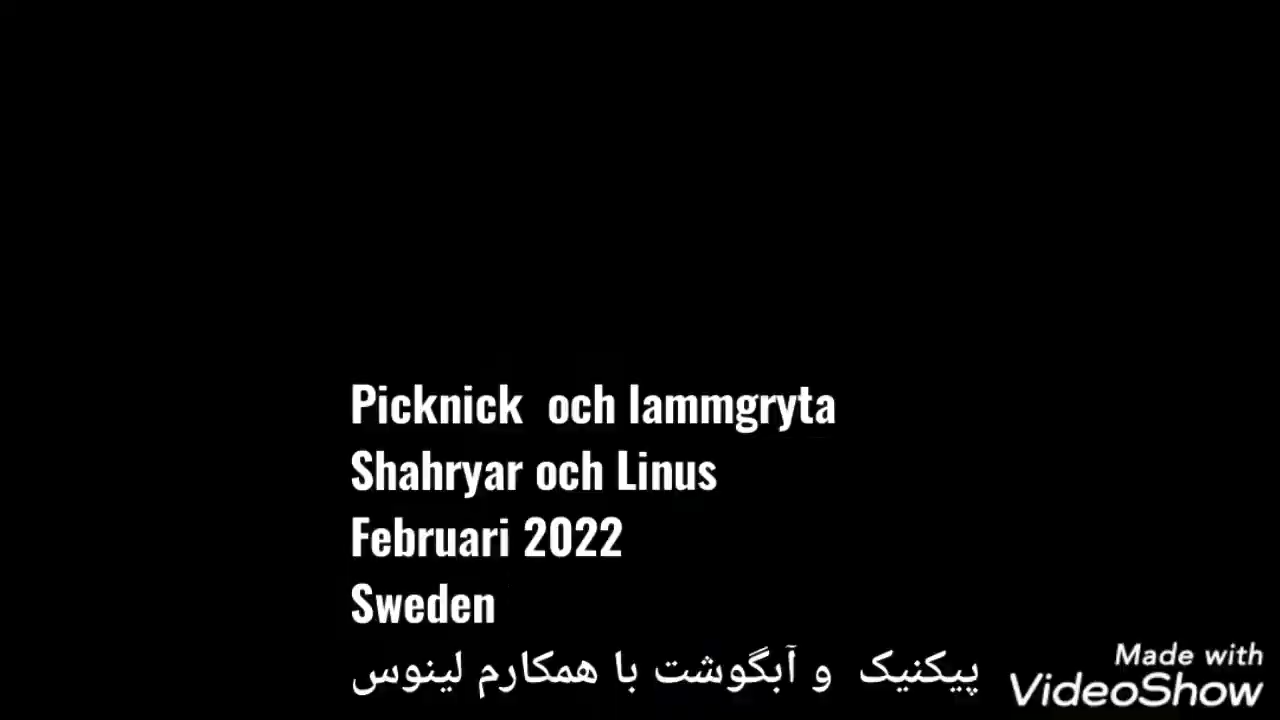 Picknick  och lammgryta
Shahryar och Linus
Februari 2022
Sweden
پیکنیک  و آبگوشت با همکارم لینوس
Made with
VideoShow